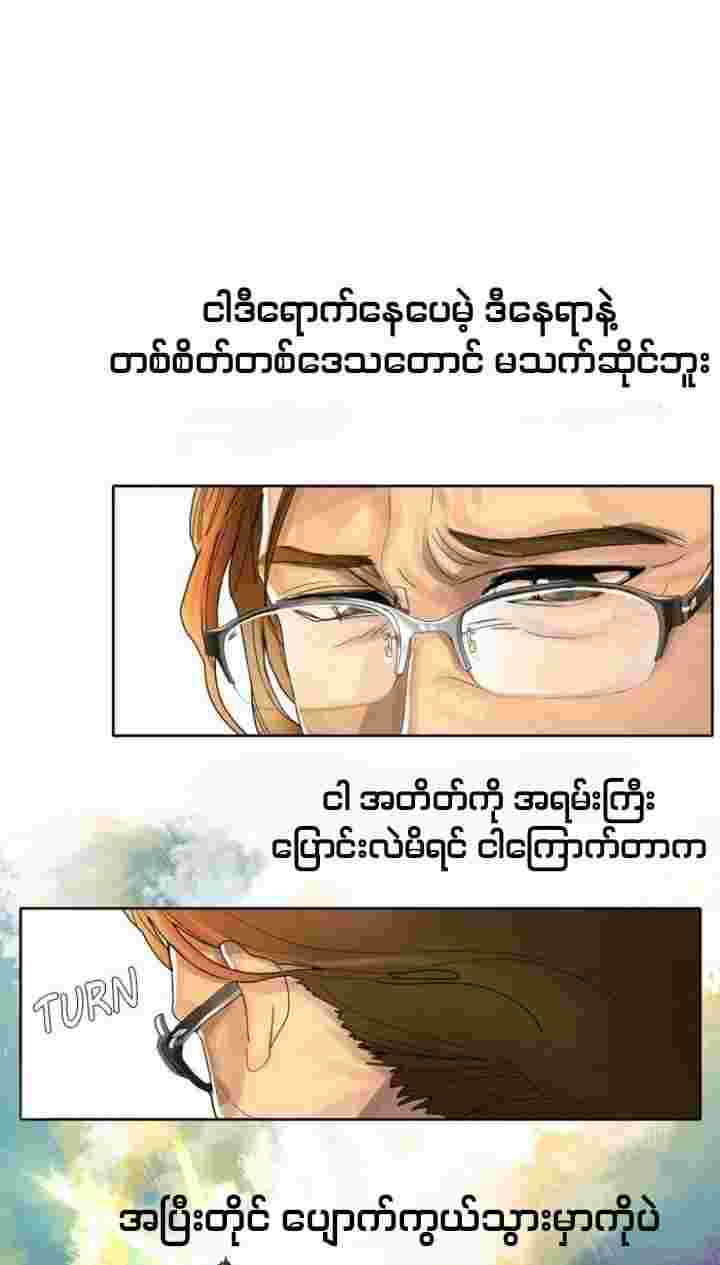 ငါဒီရောက်နေပေမဲ့ ဒီနေရာနဲ့
တစ်စိတ်တစ်ဒေသတောင် မသက်ဆိုင်ဘူး
ငါ အတိတ်ကို အရမ်းကြီး
ပြောင်းလဲမိရင် ငါကြောက်တာက
TURN
အပြီးတိုင် ပျောက်ကွယ်သွားမှာကိုပဲ